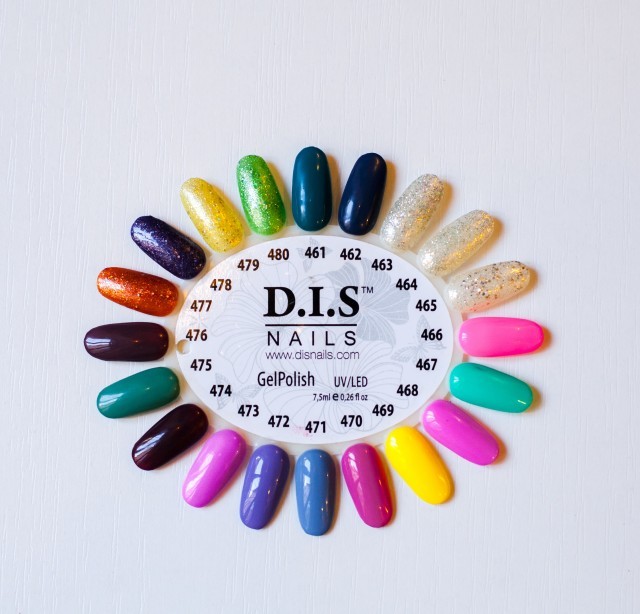 480 461
479 462
478 463
477 464
476 465
475 466
474 467
473 468
472 469
471 470
D.I.S™
NAILS
www.disnails.com
GelPolish UV/LED
7,5ml ℮ 0,26 fl oz